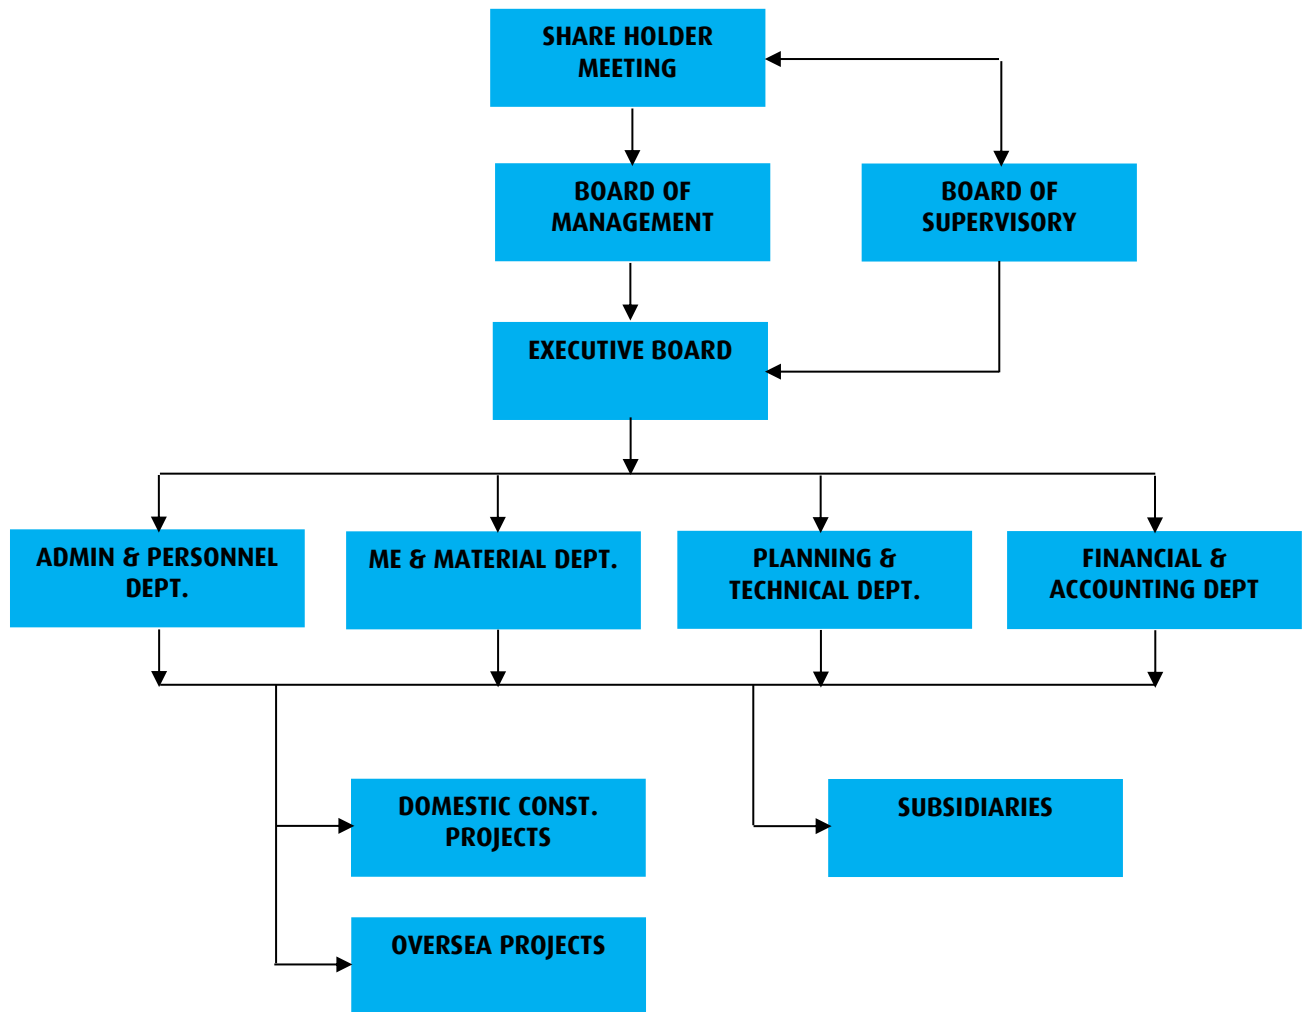 SHARE HOLDER
MEETING
BOARD OF
MANAGEMENT
BOARD OF
SUPERVISORY
EXECUTIVE BOARD
ADMIN & PERSONNEL
DEPT.
ME & MATERIAL DEPT.
PLANNING &
TECHNICAL DEPT.
FINANCIAL &
ACCOUNTING DEPT
DOMESTIC CONST.
PROJECTS
SUBSIDIARIES
OVERSEA PROJECTS